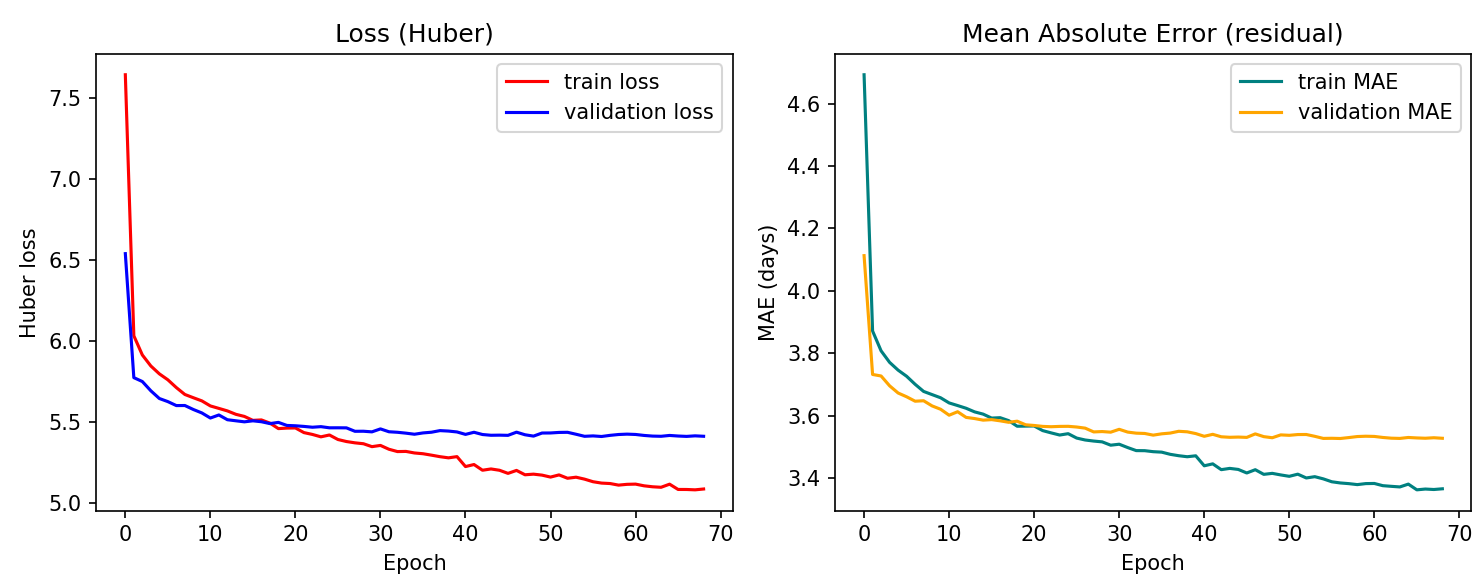 Loss (Huber)
train loss
validation loss
7.5
7.0
6.5
6.0
5.5
5.0
Huber loss
0 10 20 30 40 50 60 70
Epoch
Mean Absolute Error (residual)
train MAE
validation MAE
4.6
4.4
4.2
4.0
3.8
3.6
3.4
MAE (days)
0 10 20 30 40 50 60 70
Epoch